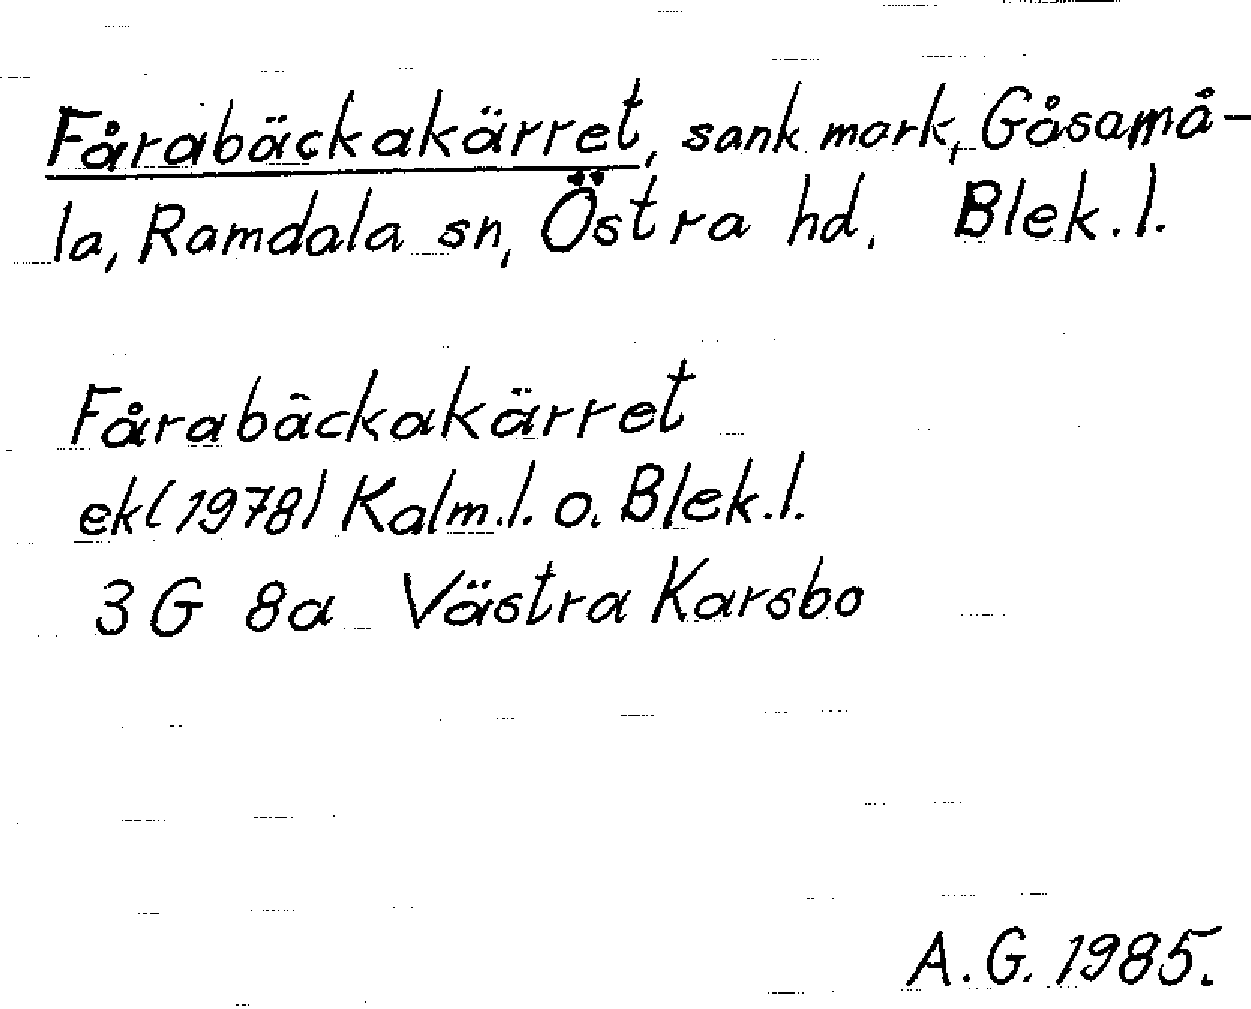 Fårabäckakärret, sank mark, Gåsamå-
la, Ramdala sn, Östra hd. Blek.l.
Fårabäckakärret
ek(1978) Kalm.l. o. Blek.l.
3G 8a Västra Karsbo
A.G. 1985.